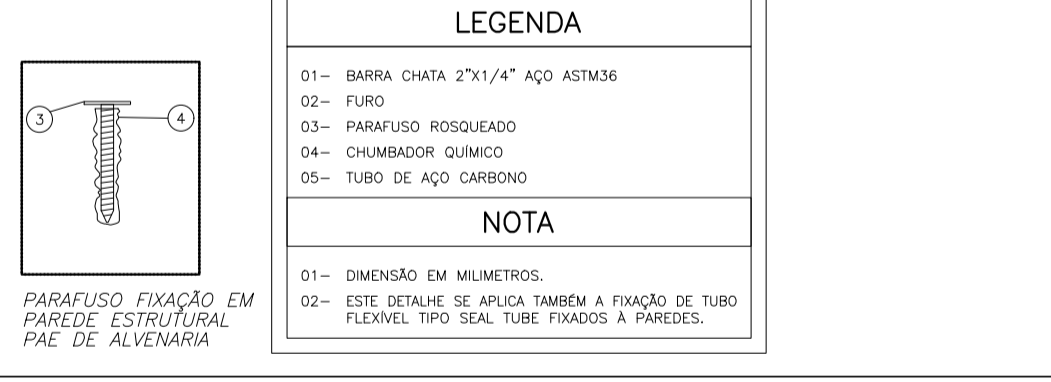 3
4
PARAFUSO FIXAÇÃO EM
PAREDE ESTRUTURAL
PAE DE ALVENARIA
LEGENDA
01- BARRA CHATA 2"X1/4" AÇO ASTM36
02- FURO
03- PARAFUSO ROSQUEADO
04- CHUMBADOR QUÍMICO
05- TUBO DE AÇO CARBONO
NOTA
01- DIMENSÃO EM MILIMETROS.
02- ESTE DETALHE SE APLICA TAMBÉM A FIXAÇÃO DE TUBO
FLEXÍVEL TIPO SEAL TUBE FIXADOS À PAREDES.